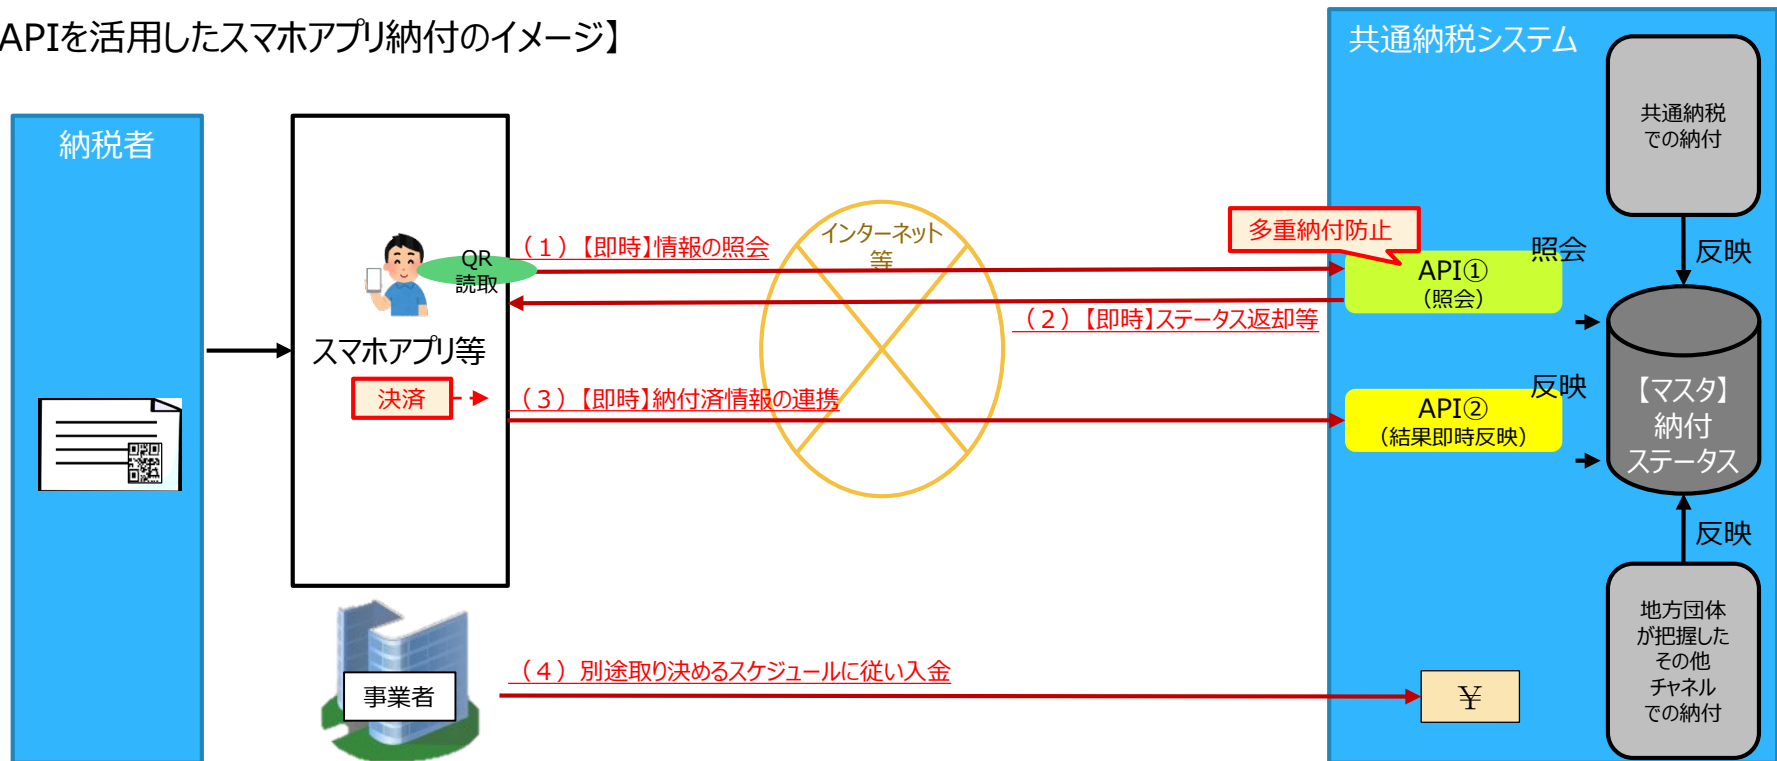 APIを活用したスマホアプリ納付のイメージ】
納税者
QR
読取
スマホアプリ等
決済
事業者
（１）【即時】情報の照会
（２）【即時】ステータス返却等
（３）【即時】納付済情報の連携
（４）別途取り決めるスケジュールに従い入金
インターネット
等
共通納税システム
多重納付防止
API①
（照会）
照会
API②
（結果即時反映）
反映
¥
共通納税
での納付
反映
【マスタ】
納付
ステータス
反映
地方団体
が把握した
その他
チャネル
での納付